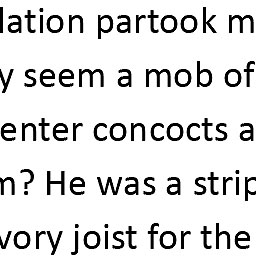 lation partook m
y seem a mob of
enter concocts a
m? He was a strip
vory joist for the